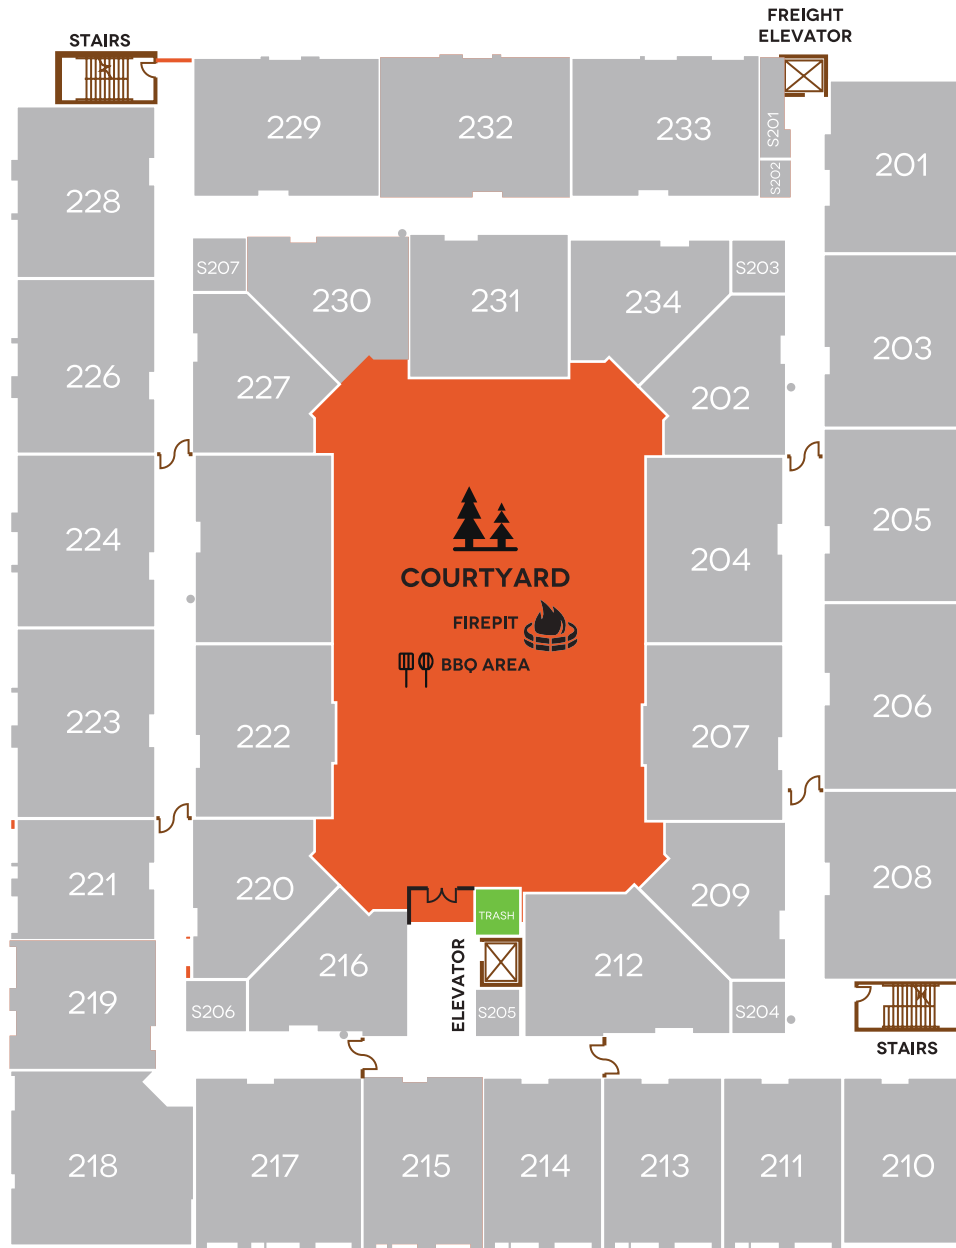 FREIGHT
ELEVATOR
STAIRS
229
232
233
S201
S202
201
228
S207
230
231
234
S203
203
226
227
202
224
204
205
COURTYARD
FIREPIT
BBQ AREA
223
222
207
206
221
220
209
208
TRASH
219
216
ELEVATOR
212
S206
S205
S204
STAIRS
218
217
215
214
213
211
210